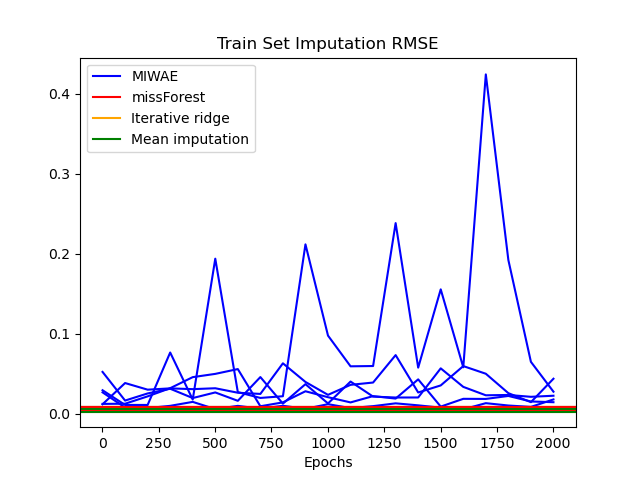 Train Set Imputation RMSE
MIWAE
missForest
Iterative ridge
Mean imputation
0.4
0.3
0.2
0.1
0.0
0 250 500 750 1000 1250 1500 1750 2000
Epochs